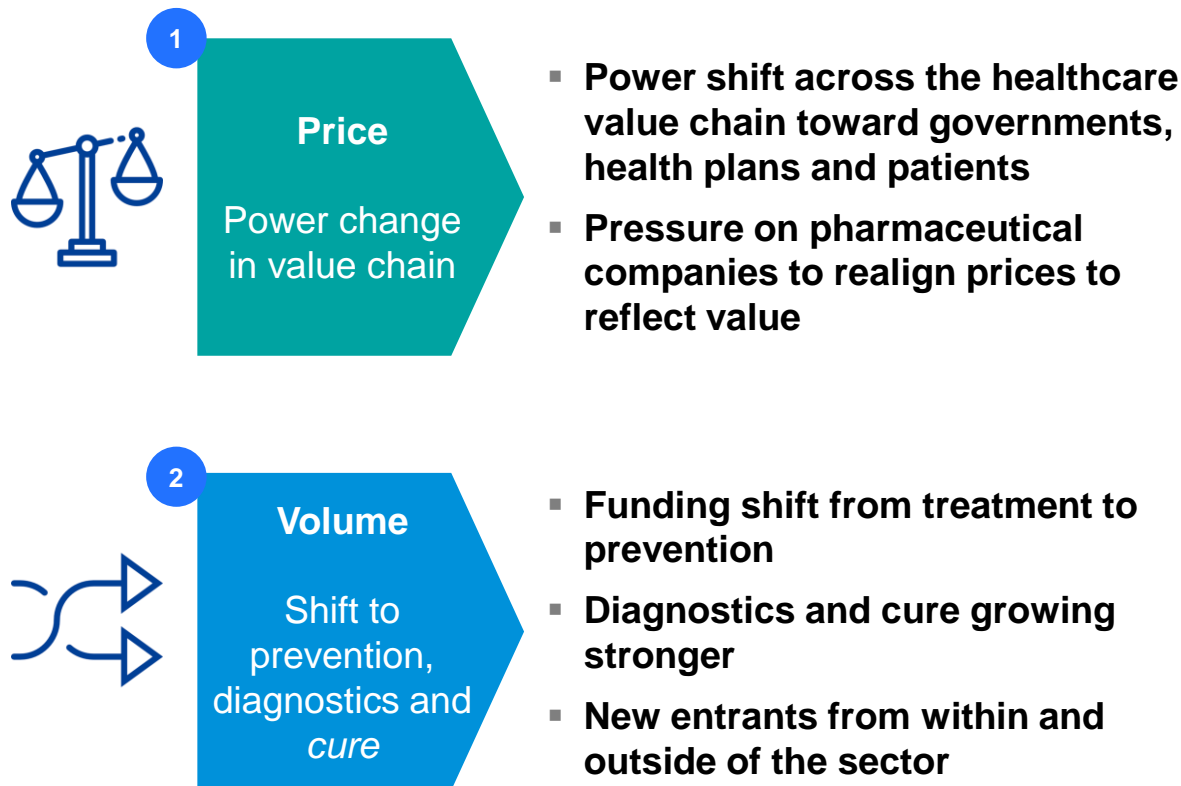 1
Price
Power change
in value chain
▪ Power shift across the healthcare
value chain toward governments,
health plans and patients
▪ Pressure on pharmaceutical
companies to realign prices to
reflect value
2
Volume
Shift to
prevention,
diagnostics and
cure
▪ Funding shift from treatment to
prevention
▪ Diagnostics and cure growing
stronger
▪ New entrants from within and
outside of the sector